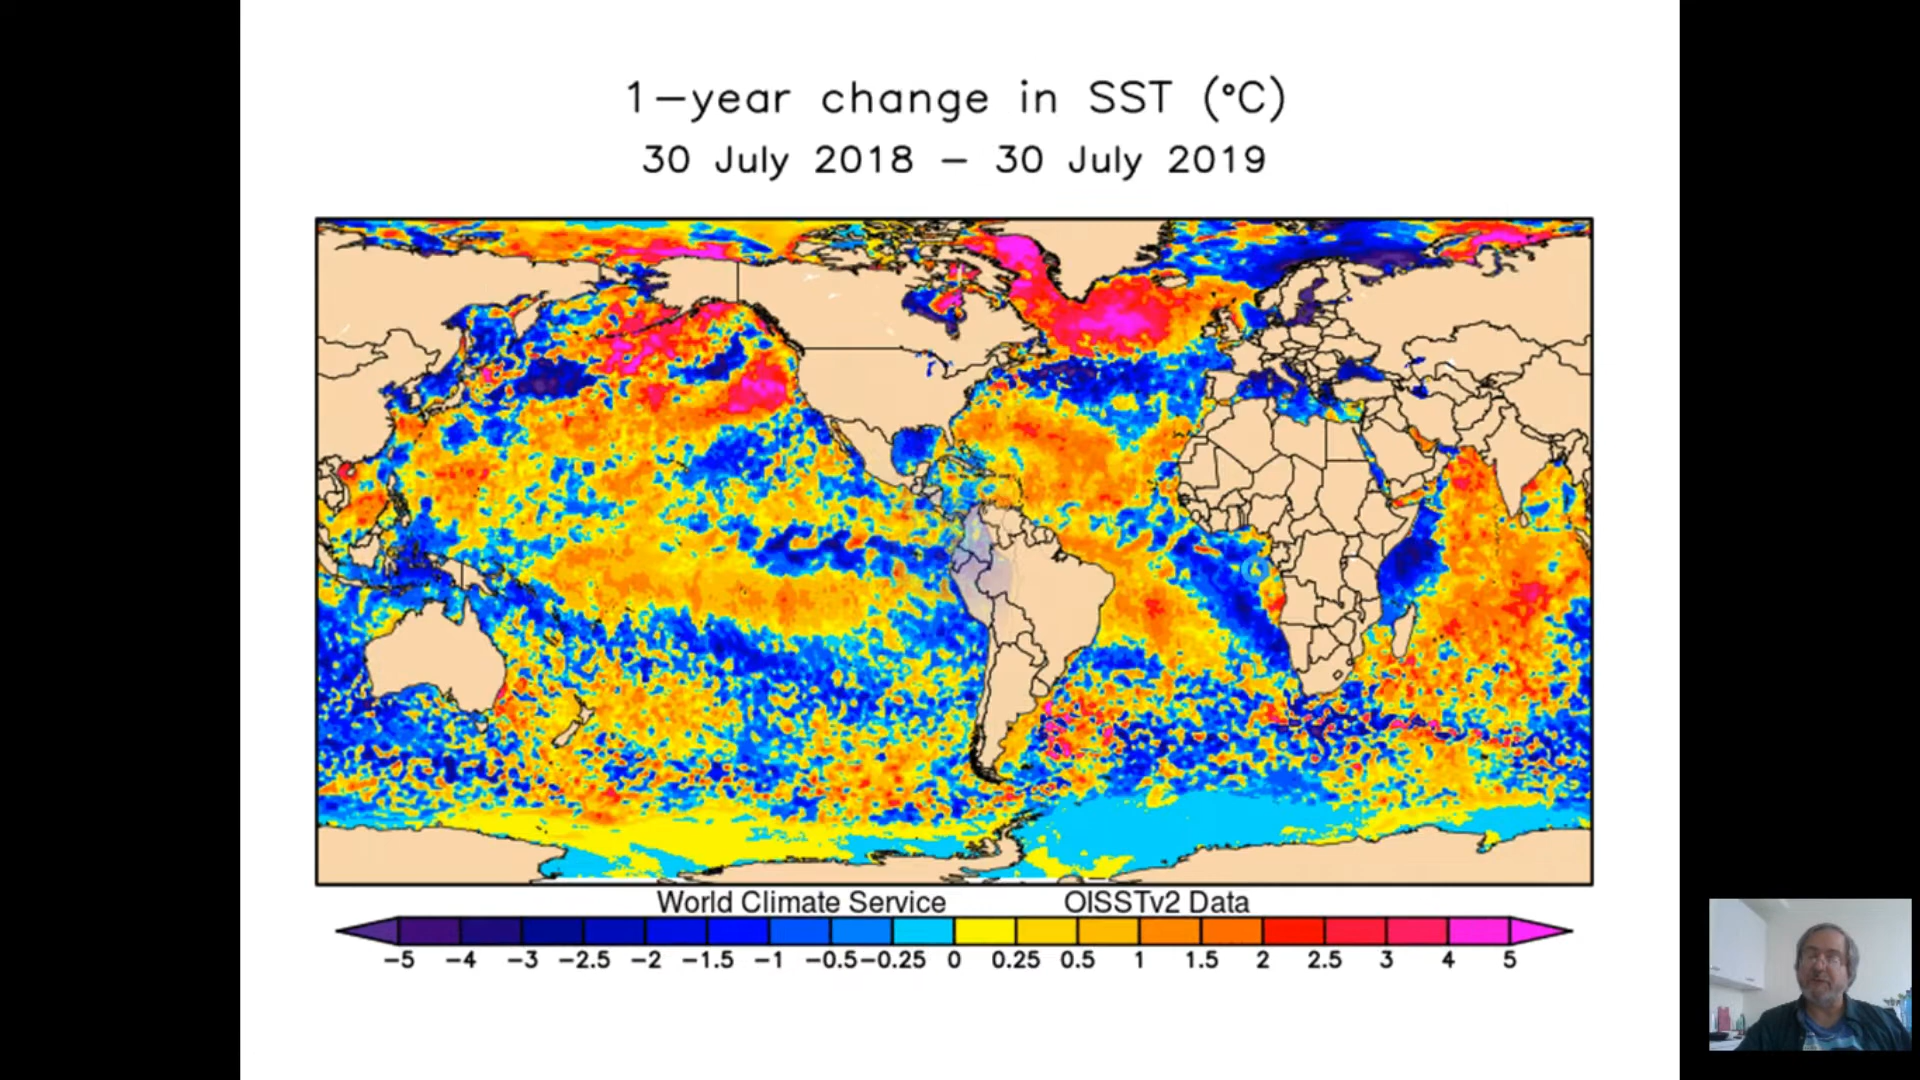 1-year change in SST (°C)
30 July 2018 - 30 July 2019
World Climate Service OISSTv2 Data
-5 -4 -3 -2.5 -2 -1.5 -1 -0.5 -0.25 0 0.25 0.5 1 1.5 2 2.5 3 4 5